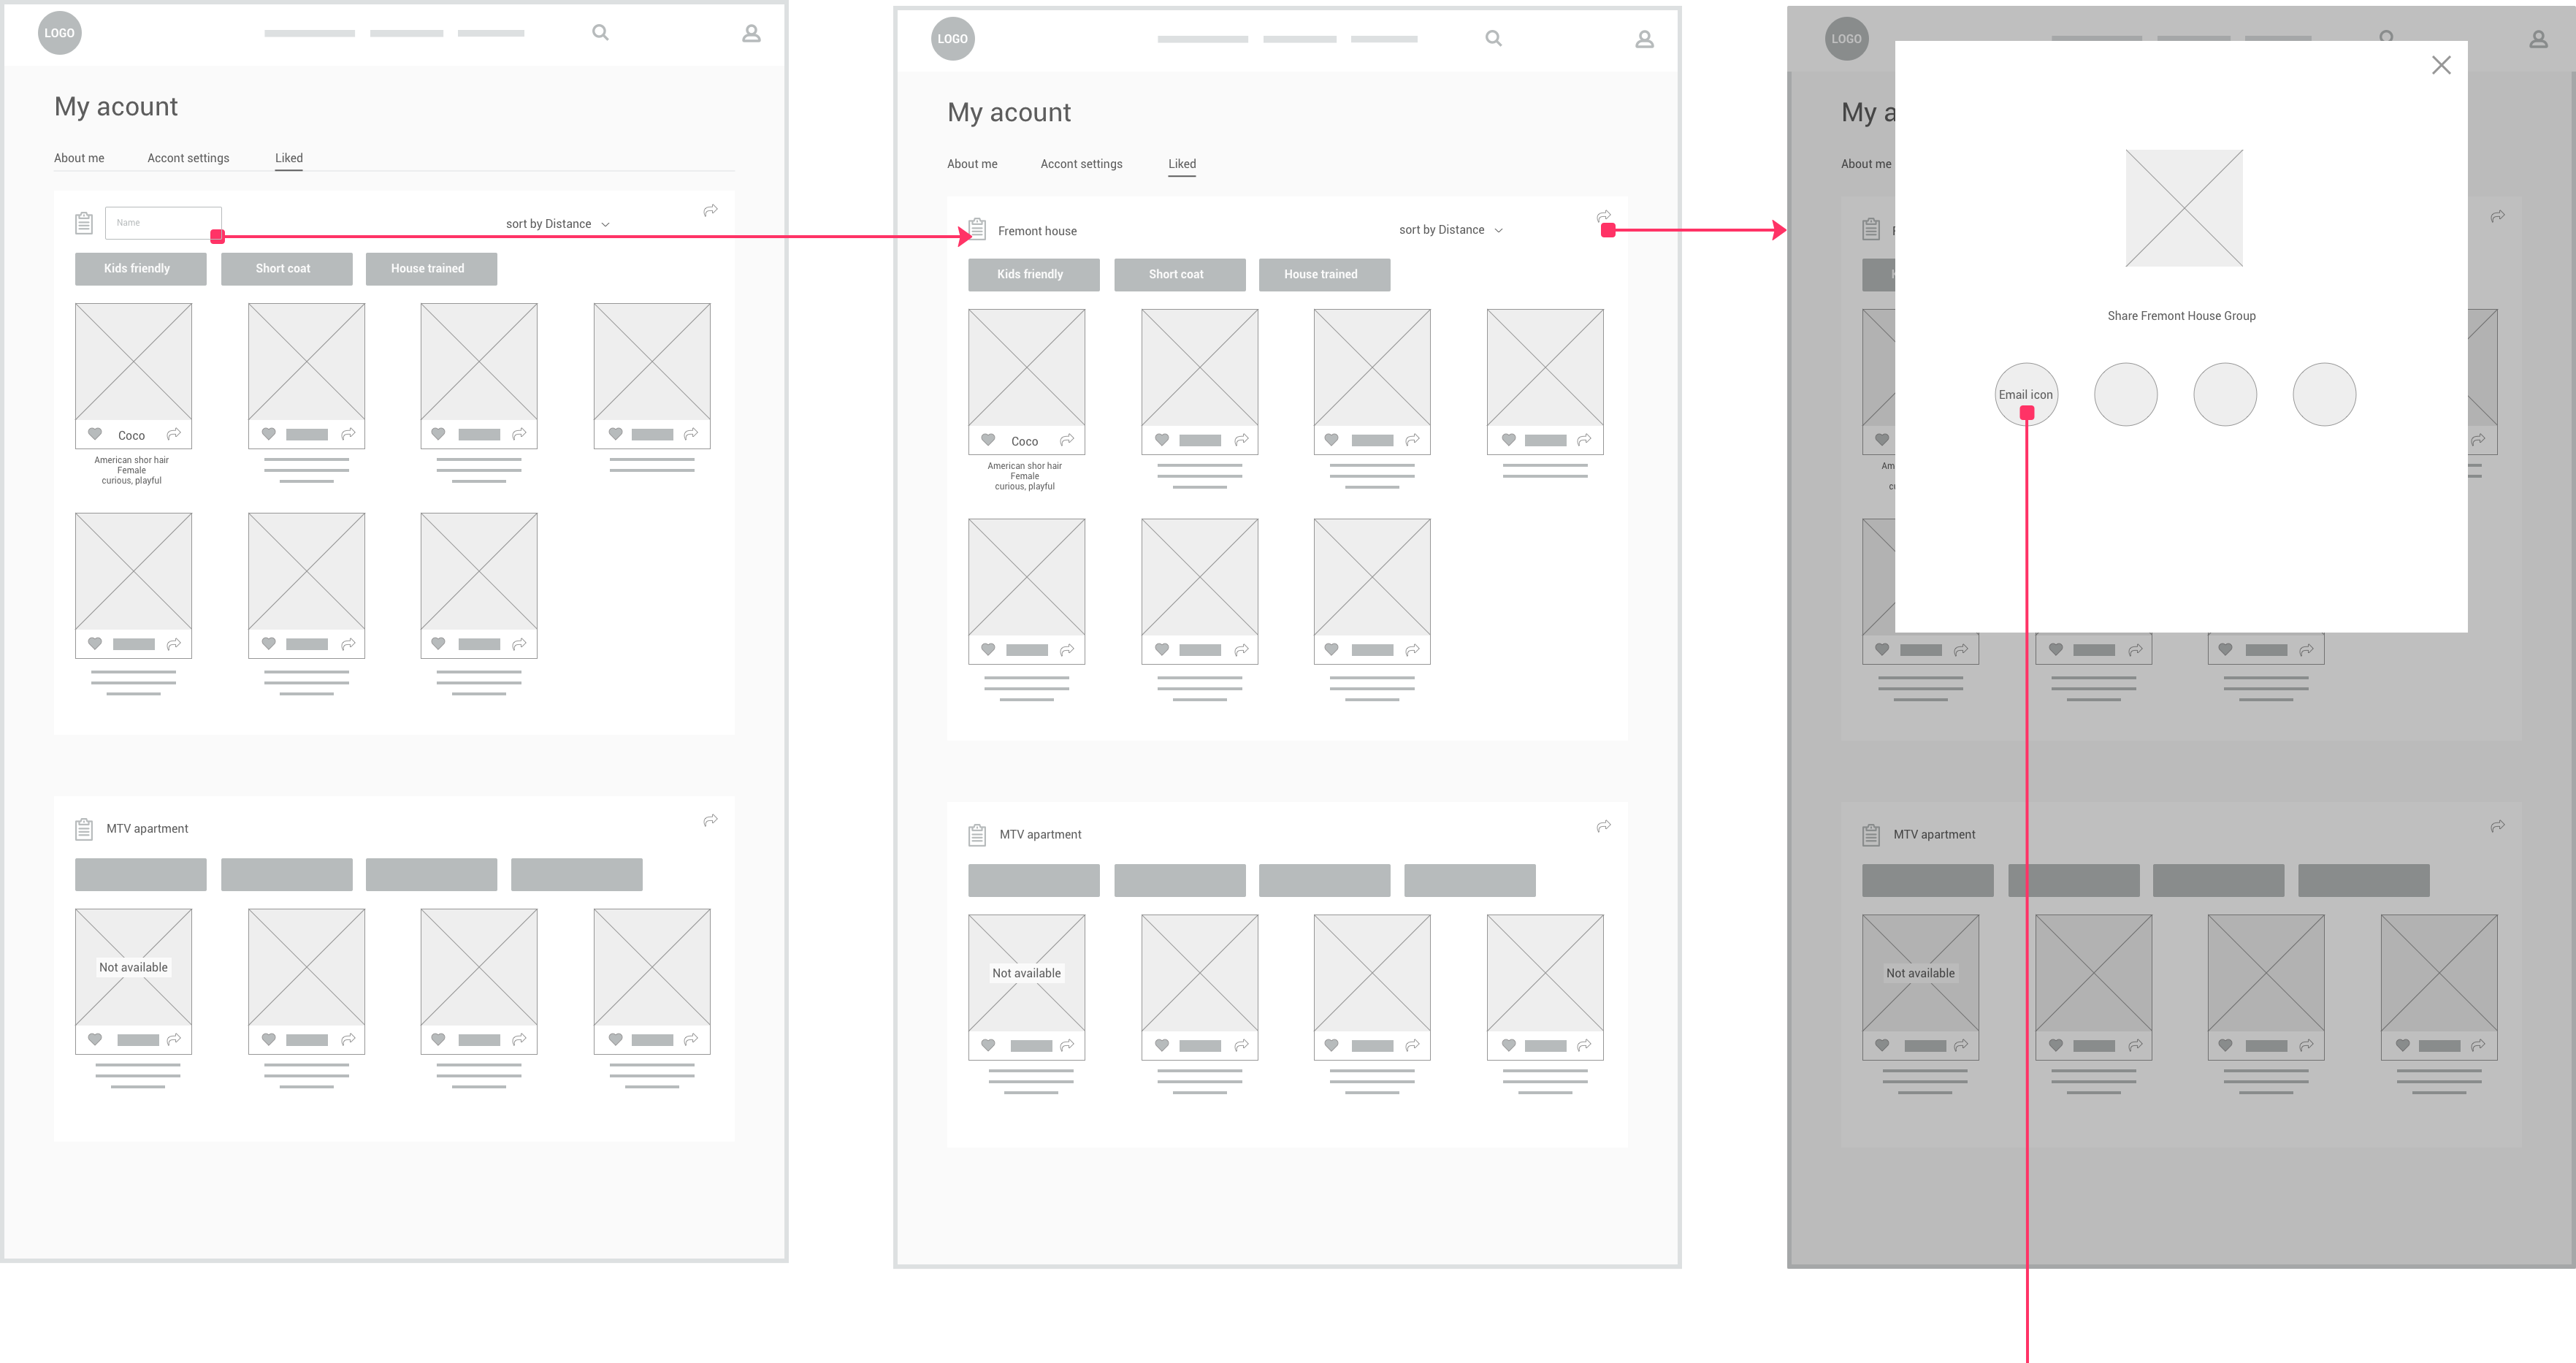 LOGO
My acount
About me
Accont settings
Liked
Name
sort by Distance
Kids friendly
Short coat
House trained
Coco
American shor hair
Female
curious, playful
MTV apartment
Not available
LOGO
My acount
About me
Accont settings
Liked
Fremont house
sort by Distance
Kids friendly
Short coat
House trained
Coco
American shor hair
Female
curious, playful
MTV apartment
Not available
LOGO
My a
About me
Share Fremont House Group
Email icon
Am
cu
MTV apartment
Not available